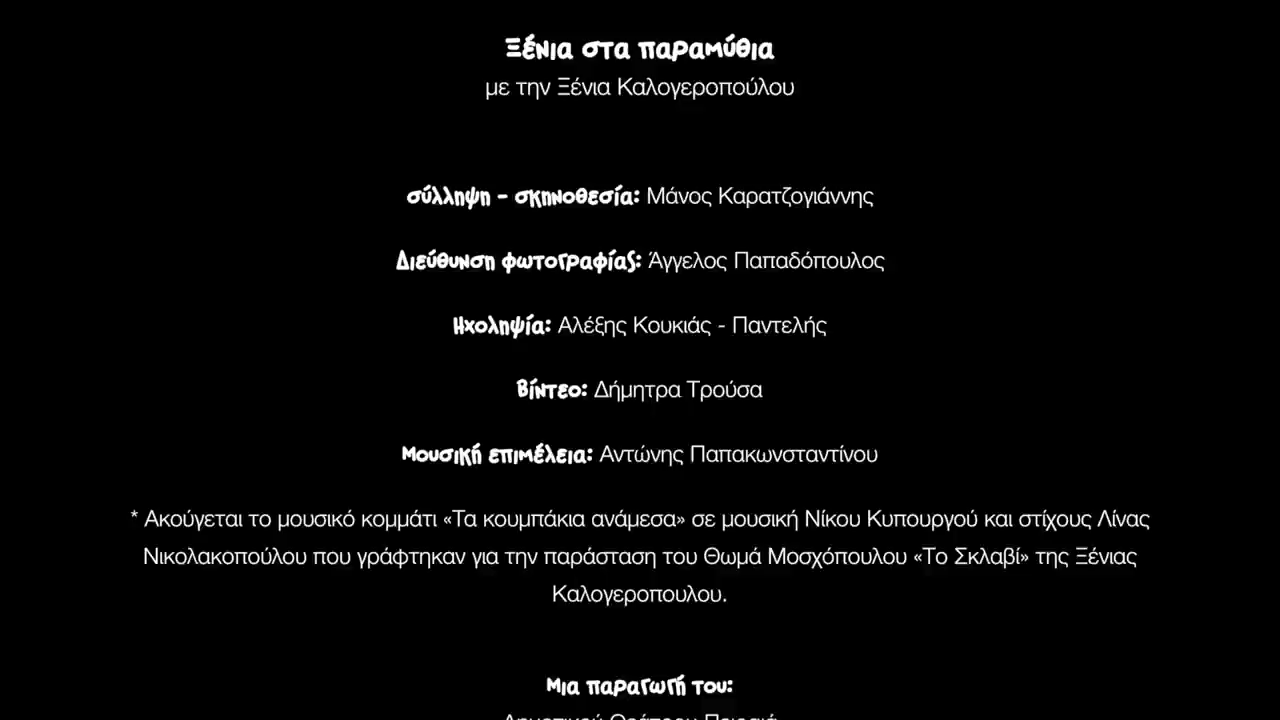 Ξένια στα παραμύθια
με την Ξένια Καλογεροπούλου
σύλληψη - σκηνοθεσία: Μάνος Καρατζογιάννης
Διεύθυνση φωτογραφίας: Άγγελος Παπαδόπουλος
Ηχοληψία: Αλέξης Κουκιάς - Παντελής
Βίντεο: Δήμητρα Τρούσα
Μουσική επιμέλεια: Αντώνης Παπακωνσταντίνου
* Ακούγεται το μουσικό κομμάτι «Τα κουμπάκια ανάμεσα» σε μουσική Νίκου Κυπουργού και στίχους Λίνας
Νικολακοπούλου που γράφτηκαν για την παράσταση του Θωμά Μοσχόπουλου «Το Σκλαβί» της Ξένιας
Καλογεροπουλου.
Μια παραγωγή του:
Δημοτικού Θεάτρου Πειραιά